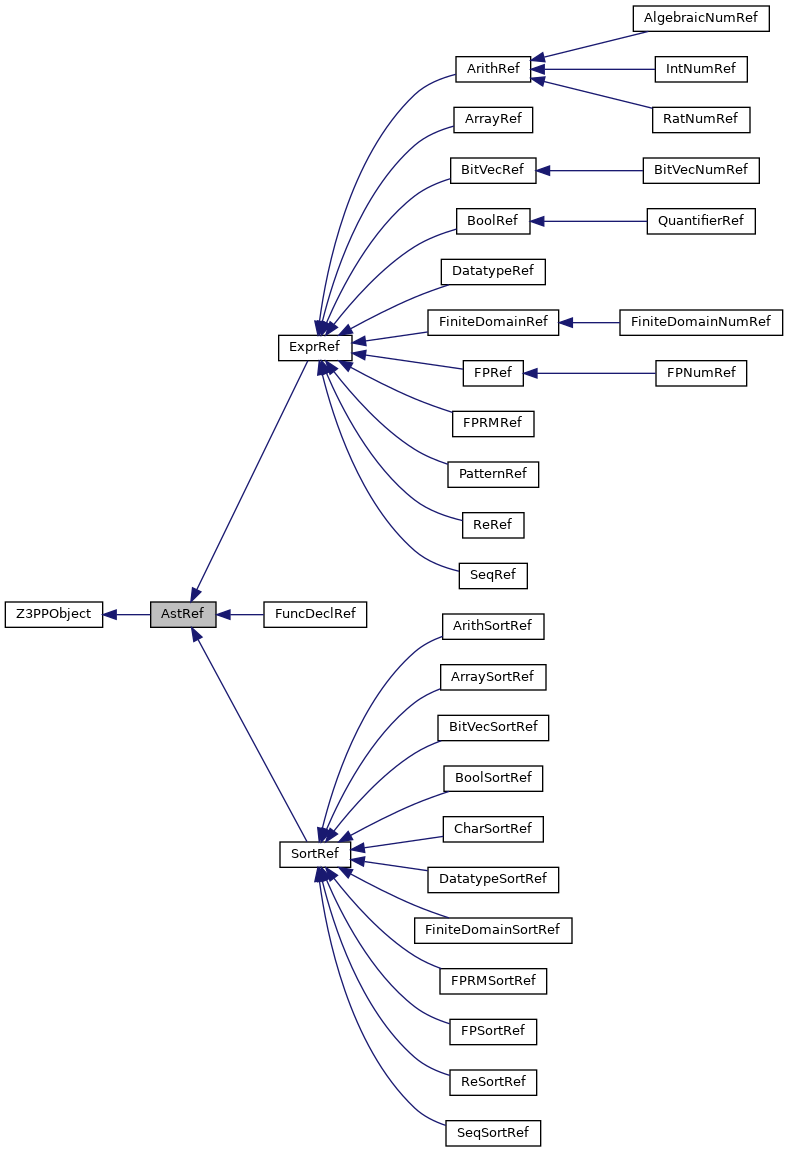 AlgebraicNumRef
ArithRef
IntNumRef
RatNumRef
ArrayRef
BitVecRef
BitVecNumRef
BoolRef
QuantifierRef
DatatypeRef
FiniteDomainRef
FiniteDomainNumRef
ExprRef
FPRef
FPNumRef
FPRMRef
PatternRef
ReRef
SeqRef
Z3PPObject
AstRef
FuncDeclRef
ArithSortRef
ArraySortRef
BitVecSortRef
BoolSortRef
CharSortRef
SortRef
DatatypeSortRef
FiniteDomainSortRef
FPRMSortRef
FPSortRef
ReSortRef
SeqSortRef